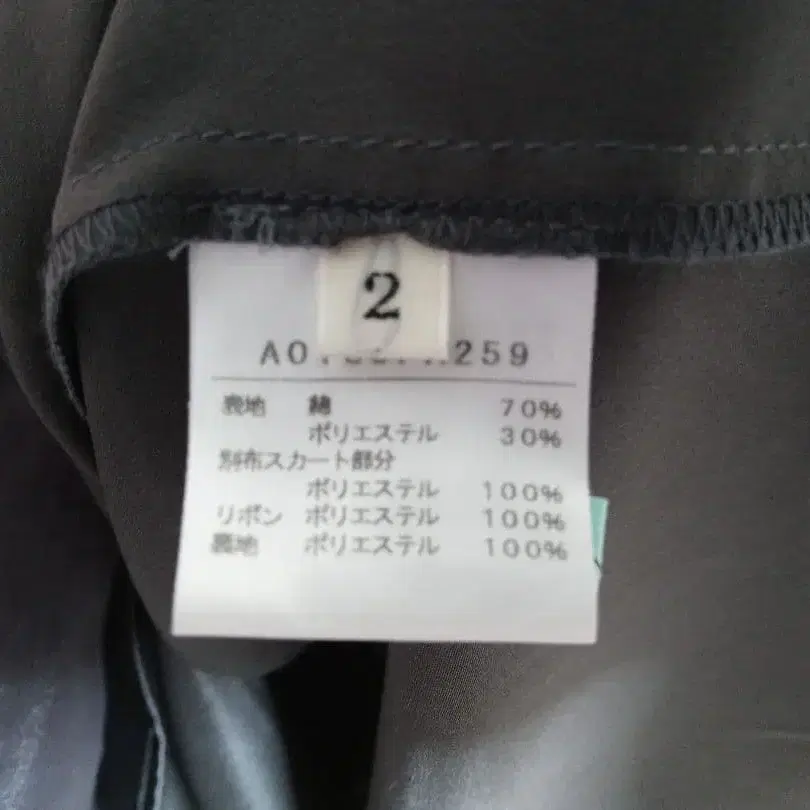 2
259
表地 綿 70%
ポリエステル 30%
別布スカート部分
ポリエステル 100%
リボン ポリエステル 100%
裏地 ポリエステル 100%